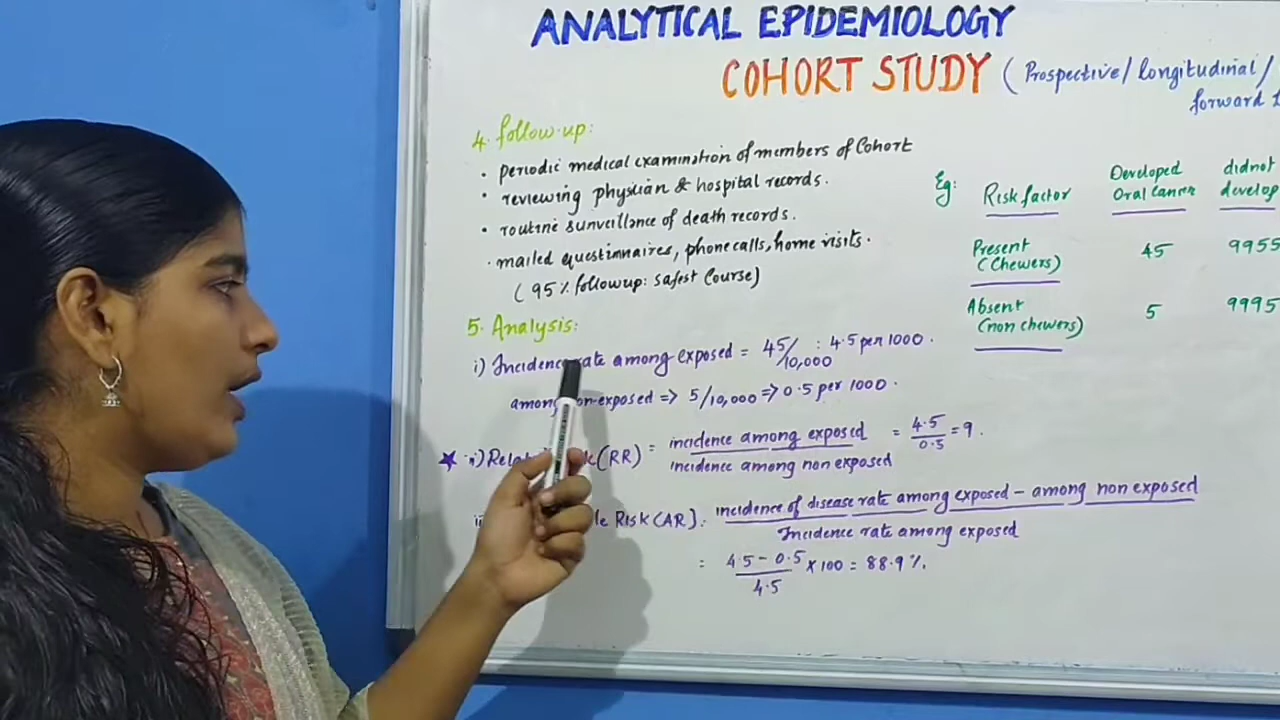 ANALYTICAL EPIDEMIOLOGY
COHORT STUDY (Prospective/longitudinal/
forward
4. follow-up:
• periodic medical examination of members of Cohort
• reviewing physician & hospital records.
• routine surveillance of death records.
• mailed questionnaires, phone calls, home visits.
(95% followup: safest Course)
Eg: Risk factor Developed Oral cancer didnot develop
Present (Chewers) 45 9955
Absent (non chewers) 5 9995
5. Analysis:
i) Incidence rate among exposed = 45/10,000 : 4.5 per 1000.
among non-exposed => 5/10,000 => 0.5 per 1000.
★ ii) Risk (RR) = incidence among exposed / Incidence among non exposed = 4.5/0.5 = 9.
Risk (AR): incidence of disease rate among exposed - among non exposed / Incidence rate among exposed
= 4.5 - 0.5 / 4.5 x 100 = 88.9%.